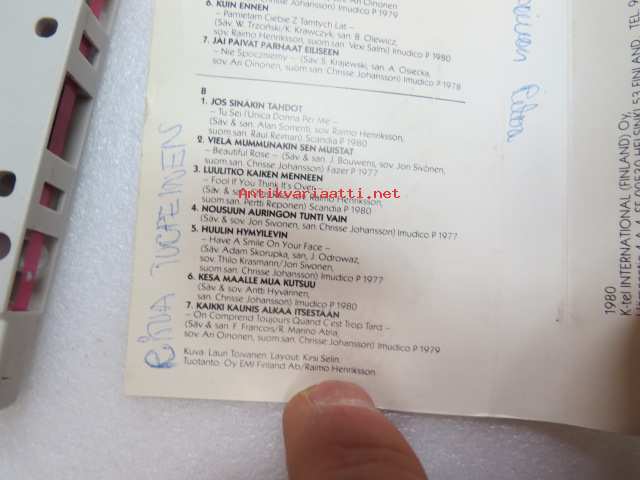 6. KUIN ENNEN
– Pamietam Ciebie Z Tamtych Lat –
(Säv. W. Trzciński/K. Krawczyk, san. B. Olewicz,
sov. Raimo Henriksson, suom.san. Vexi Salmi) Imudico P 1980
7. JÄI PÄIVÄT PARHAAT EILISEEN
– Nie Spoczniemy – (Säv. S. Krajewski, san. A. Osiecka,
sov. Ari Oinonen, suom.san. Chrisse Johansson) Imudico P 1978
B
1. JOS SINÄKIN TAHDOT
– Tu Sei L'Unica Donna Per Me –
(Säv. & san. Alan Sorrenti, sov. Raimo Henriksson,
suom.san. Raul Reiman) Scandia P 1980
2. VIELÄ MUMMUNAKIN SEN MUISTAT
– Beautiful Rose – (Säv. & san. J. Bouwens, sov. Jori Sivonen,
suom.san. Chrisse Johansson) Fazer P 1977
3. LUULITKO KAIKEN MENNEEN
– Fool If You Think It's Over –
Raimo Henriksson,
suom.san. Pertti Reponen) Scandia P 1980
4. NOUSUUN AURINGON TUNTI VAIN
(Säv. & sov. Jori Sivonen, san. Chrisse Johansson) Imudico P 1977
5. HUULIN HYMYILEVIN
– Have A Smile On Your Face –
(Säv. Adam Skorupka, san. J. Odrowaz,
sov. Thilo Krasmann/Jori Sivonen,
suom.san. Chrisse Johansson) Imudico P 1977
6. KESÄ MAALLE MUA KUTSUU
(Säv. & sov. Antti Hyvärinen,
san. Chrisse Johansson) Imudico P 1980
7. KAIKKI KAUNIS ALKAA ITSESTÄÄN
– On Comprend Toujours Quand C'est Trop Tard –
(Säv. & san. F. Francois/R. Marino Atria,
sov. Ari Oinonen, suom.san. Chrisse Johansson) Imudico P 1979
Kuva: Lauri Toivanen. Layout: Kirsi Selin.
Tuotanto: Oy EMI Finland Ab/Raimo Henriksson.
Antikvariaatti.net
1980
K-tel INTERNATIONAL (FINLAND) Oy,
FINLAND TEL. 9